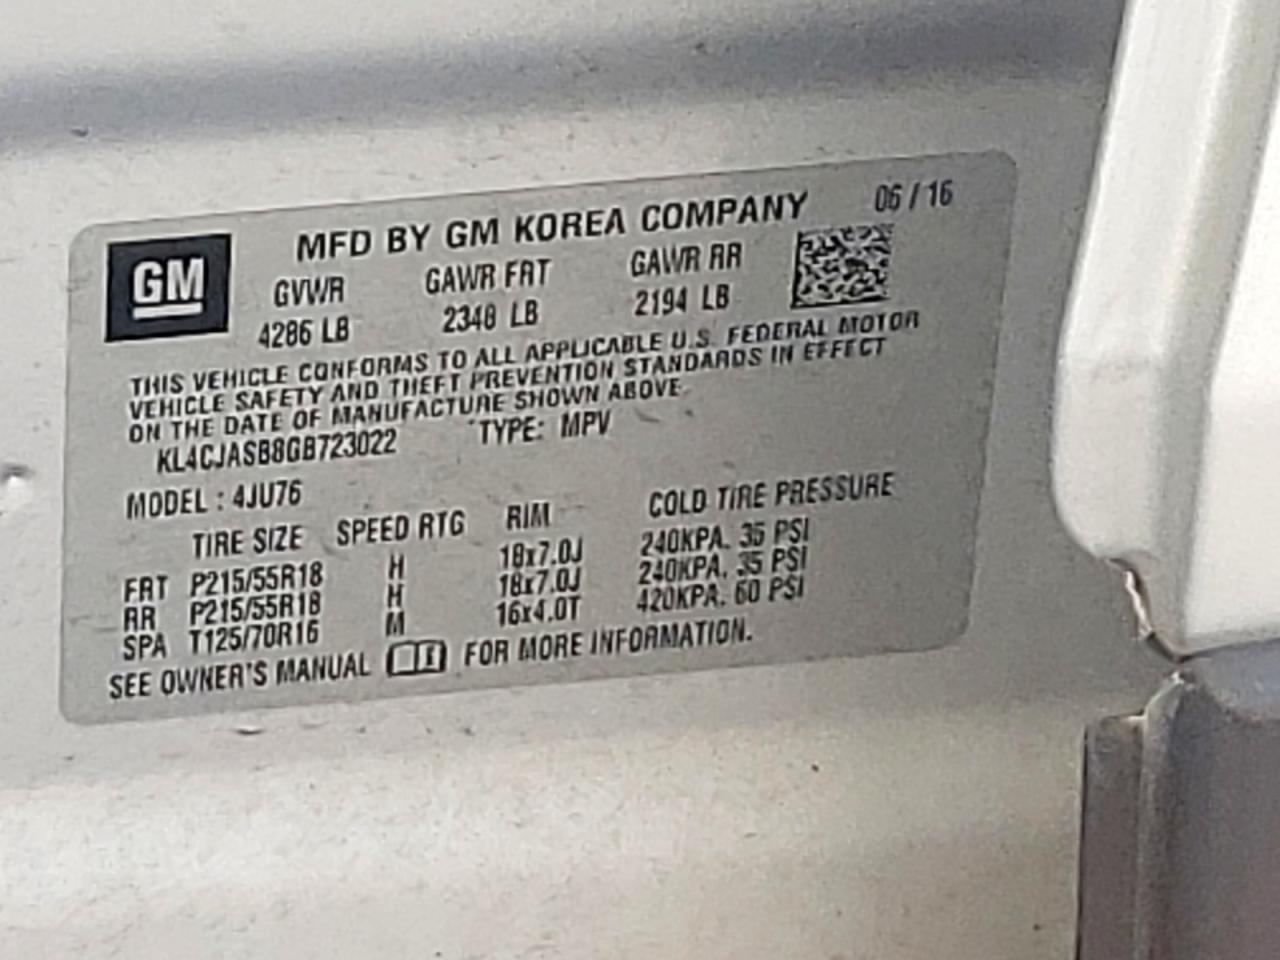 MFD BY GM KOREA COMPANY 06 / 16
GM
GVWR GAWR FRT GAWR RR
4286 LB 2348 LB 2194 LB
THIS VEHICLE CONFORMS TO ALL APPLICABLE U.S. FEDERAL MOTOR
VEHICLE SAFETY AND THEFT PREVENTION STANDARDS IN EFFECT
ON THE DATE OF MANUFACTURE SHOWN ABOVE.
KL4CJASB8GB723022 TYPE: MPV
MODEL : 4JU76
TIRE SIZE SPEED RTG RIM COLD TIRE PRESSURE
FRT P215/55R18 H 18x7.0J 240KPA. 35 PSI
RR P215/55R18 H 18x7.0J 240KPA. 35 PSI
SPA T125/70R16 M 16x4.0T 420KPA. 60 PSI
SEE OWNER'S MANUAL FOR MORE INFORMATION.